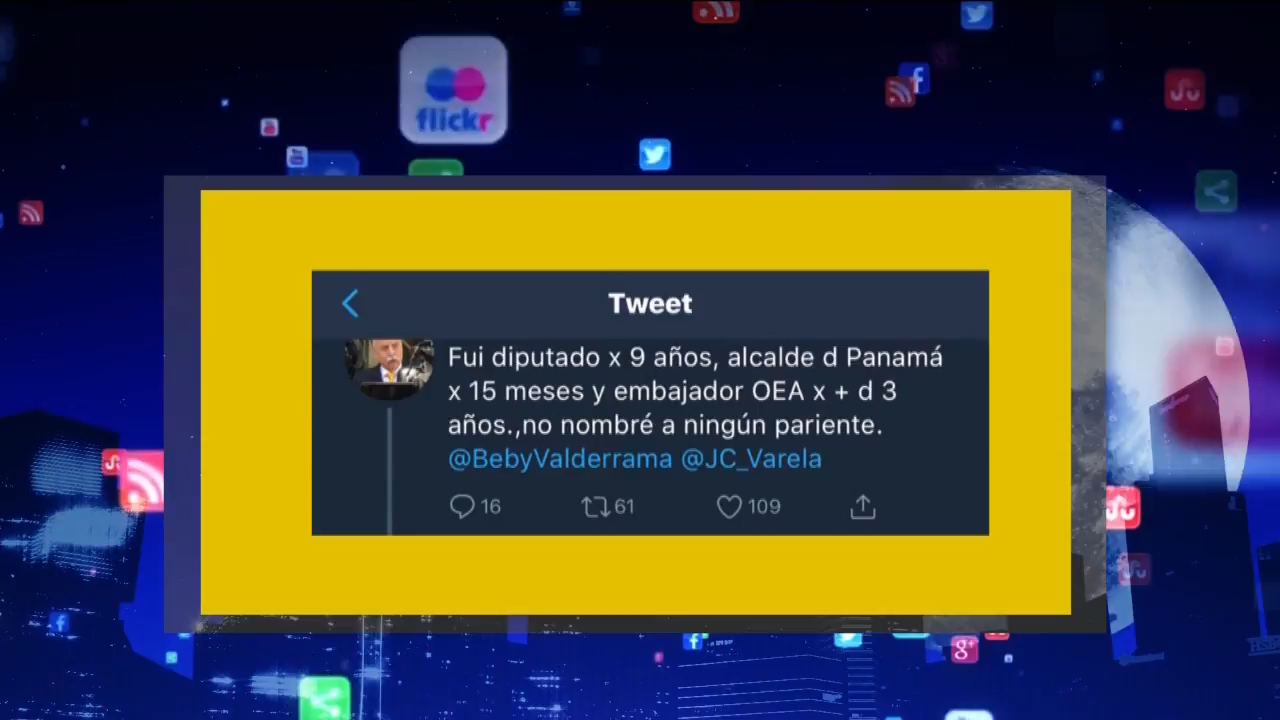 flickr
Tweet
Fui diputado x 9 años, alcalde d Panamá
x 15 meses y embajador OEA x + d 3
años.,no nombré a ningún pariente.
@BebyValderrama @JC_Varela
16 61 109